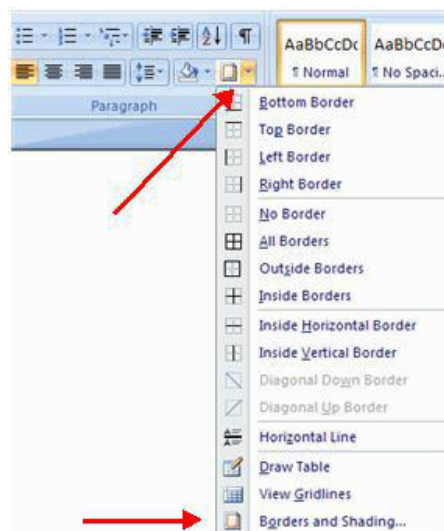 AaBbCcDc AaBbCcD
¶ Normal ¶ No Spaci...
Paragraph
Bottom Border
Top Border
Left Border
Right Border
No Border
All Borders
Outside Borders
Inside Borders
Inside Horizontal Border
Inside Vertical Border
Diagonal Down Border
Diagonal Up Border
Horizontal Line
Draw Table
View Gridlines
Borders and Shading...